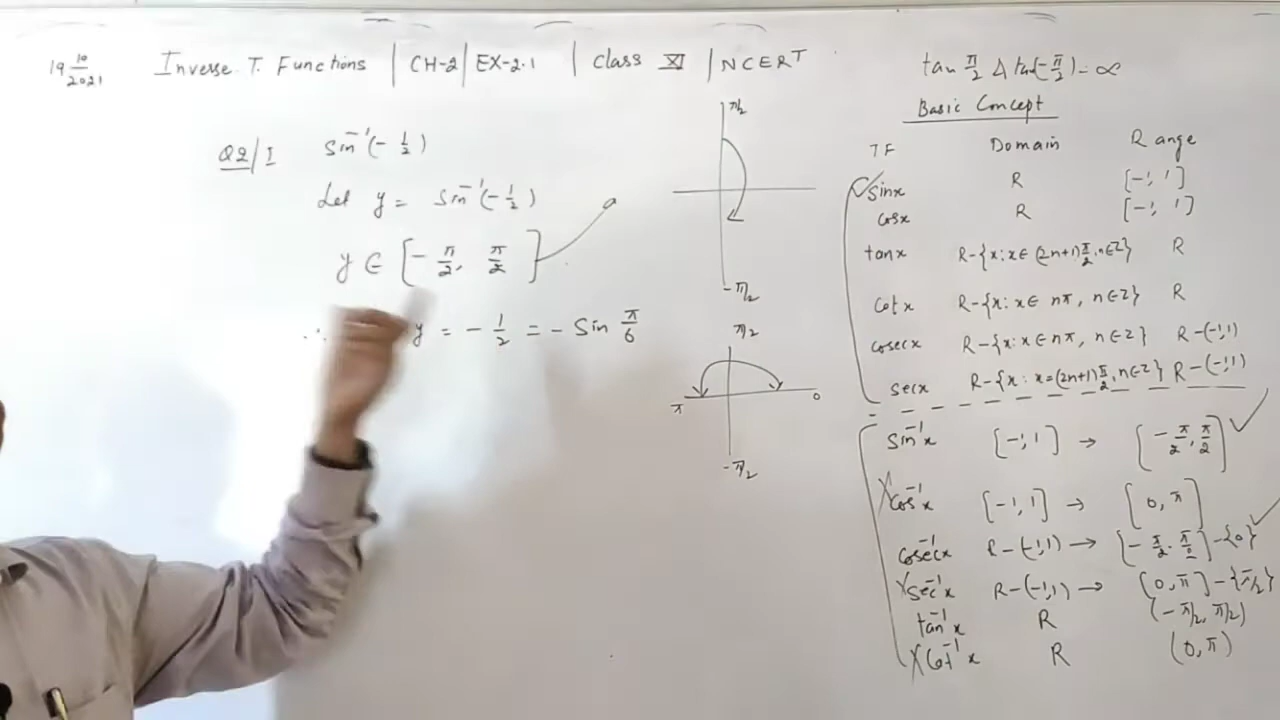 19 10/2021 Inverse. T. Functions | CH-2 | EX-2.1 | Class XI | NCERT
Q2/I sin⁻¹(-1/2)
Let y = sin⁻¹(-1/2)
y ∈ [-π/2, π/2]
∴ y = -1/2 = - Sin π/6
π/2
-π/2
π/2
π 0
-π/2
tan π/2 Δ tan(-π/2) = ∞
Basic Concept
TF Domain Range
sinx R [-1, 1]
cosx R [-1, 1]
tanx R-{x: x∈ (2n+1)π/2, n∈Z} R
Cotx R-{x: x∈ nπ, n∈Z} R
cosecx R-{x: x∈nπ, n∈Z} R-(-1,1)
secx R-{x: x=(2n+1)π/2, n∈Z} R-(-1,1)
sin⁻¹x [-1,1] → [-π/2, π/2] ✓
cos⁻¹x [-1,1] → [0, π]
cosec⁻¹x R-(-1,1) → [-π/2, π/2]-{0} ✓
sec⁻¹x R-(-1,1) → [0,π]-{π/2}
tan⁻¹x R (-π/2, π/2)
Cot⁻¹x R (0,π)